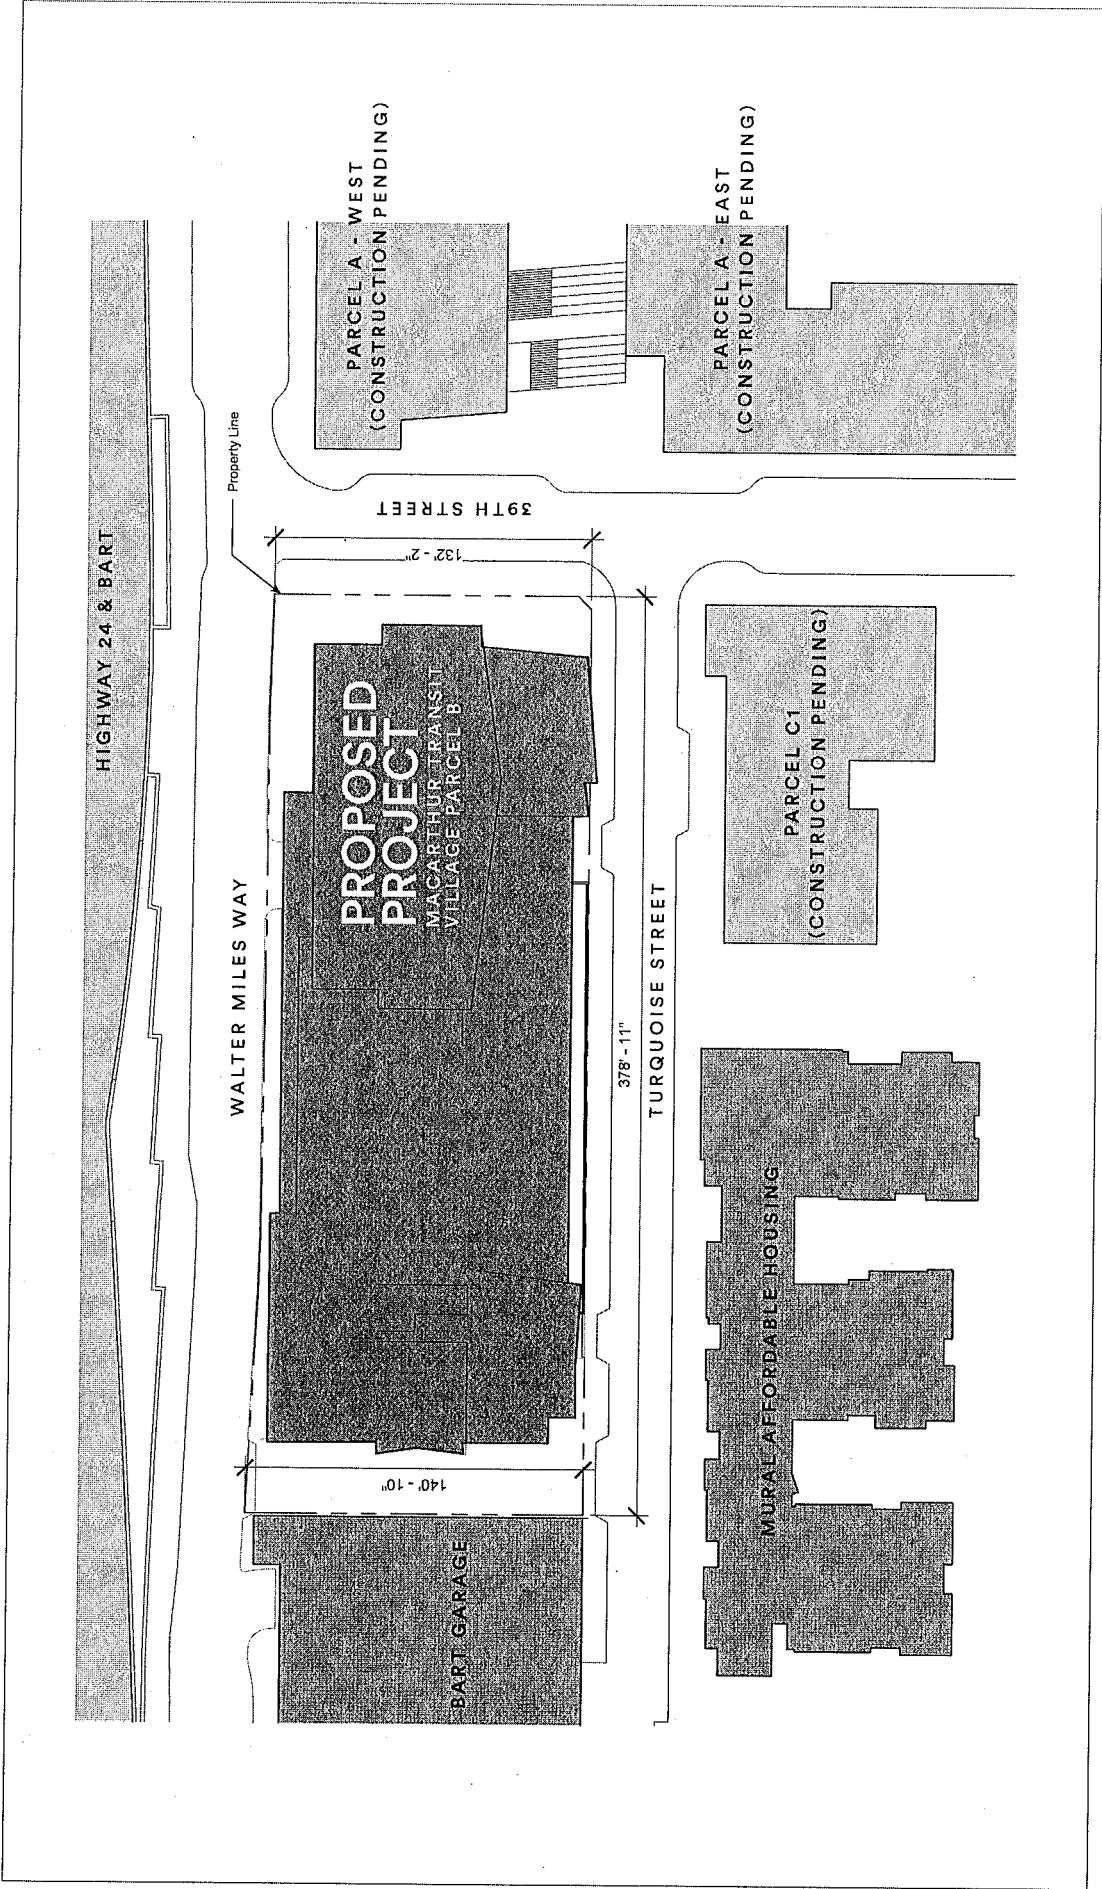 HIGHWAY 24 & BART
Property Line
WALTER MILES WAY
PARCEL A - WEST
(CONSTRUCTION PENDING)
39TH STREET
132' - 2"
PROPOSED
PROJECT
MACARTHUR TRANSIT
VILLAGE PARCEL B
140' - 10"
BART GARAGE
378' - 11"
TURQUOISE STREET
PARCEL A - EAST
(CONSTRUCTION PENDING)
PARCEL C1
(CONSTRUCTION PENDING)
MURAL AFFORDABLE HOUSING